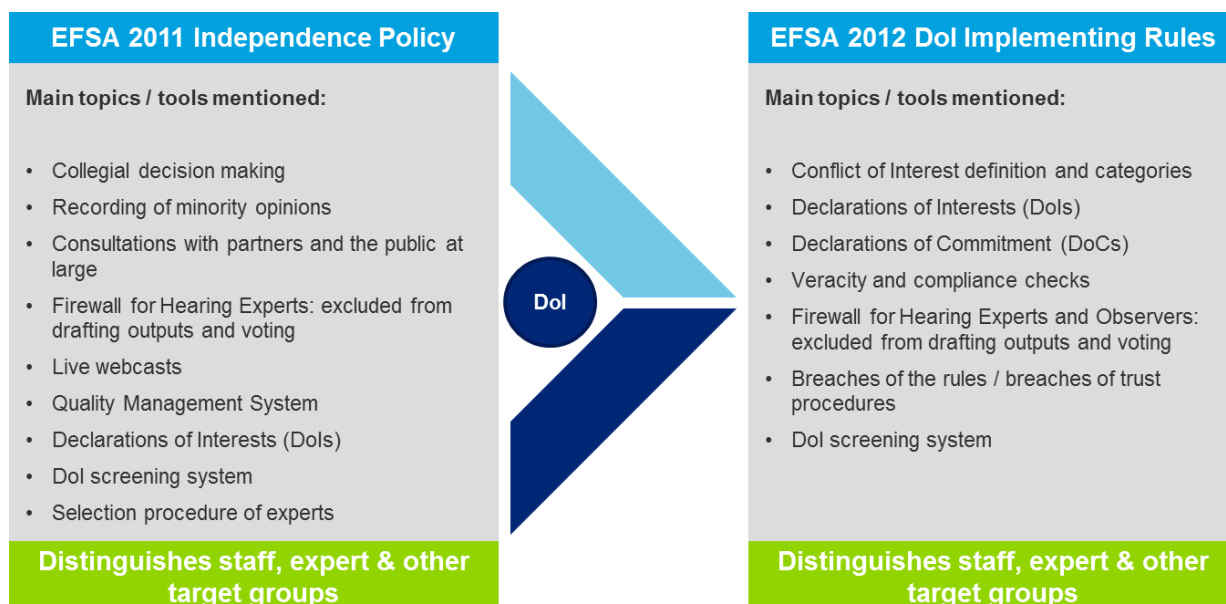 EFSA 2011 Independence Policy
Main topics / tools mentioned:
• Collegial decision making
• Recording of minority opinions
• Consultations with partners and the public at
large
• Firewall for Hearing Experts: excluded from
drafting outputs and voting
• Live webcasts
• Quality Management System
• Declarations of Interests (DoIs)
• DoI screening system
• Selection procedure of experts
Distinguishes staff, expert & other
target groups
DoI
EFSA 2012 DoI Implementing Rules
Main topics / tools mentioned:
• Conflict of Interest definition and categories
• Declarations of Interests (DoIs)
• Declarations of Commitment (DoCs)
• Veracity and compliance checks
• Firewall for Hearing Experts and Observers:
excluded from drafting outputs and voting
• Breaches of the rules / breaches of trust
procedures
• DoI screening system
Distinguishes staff, expert & other
target groups